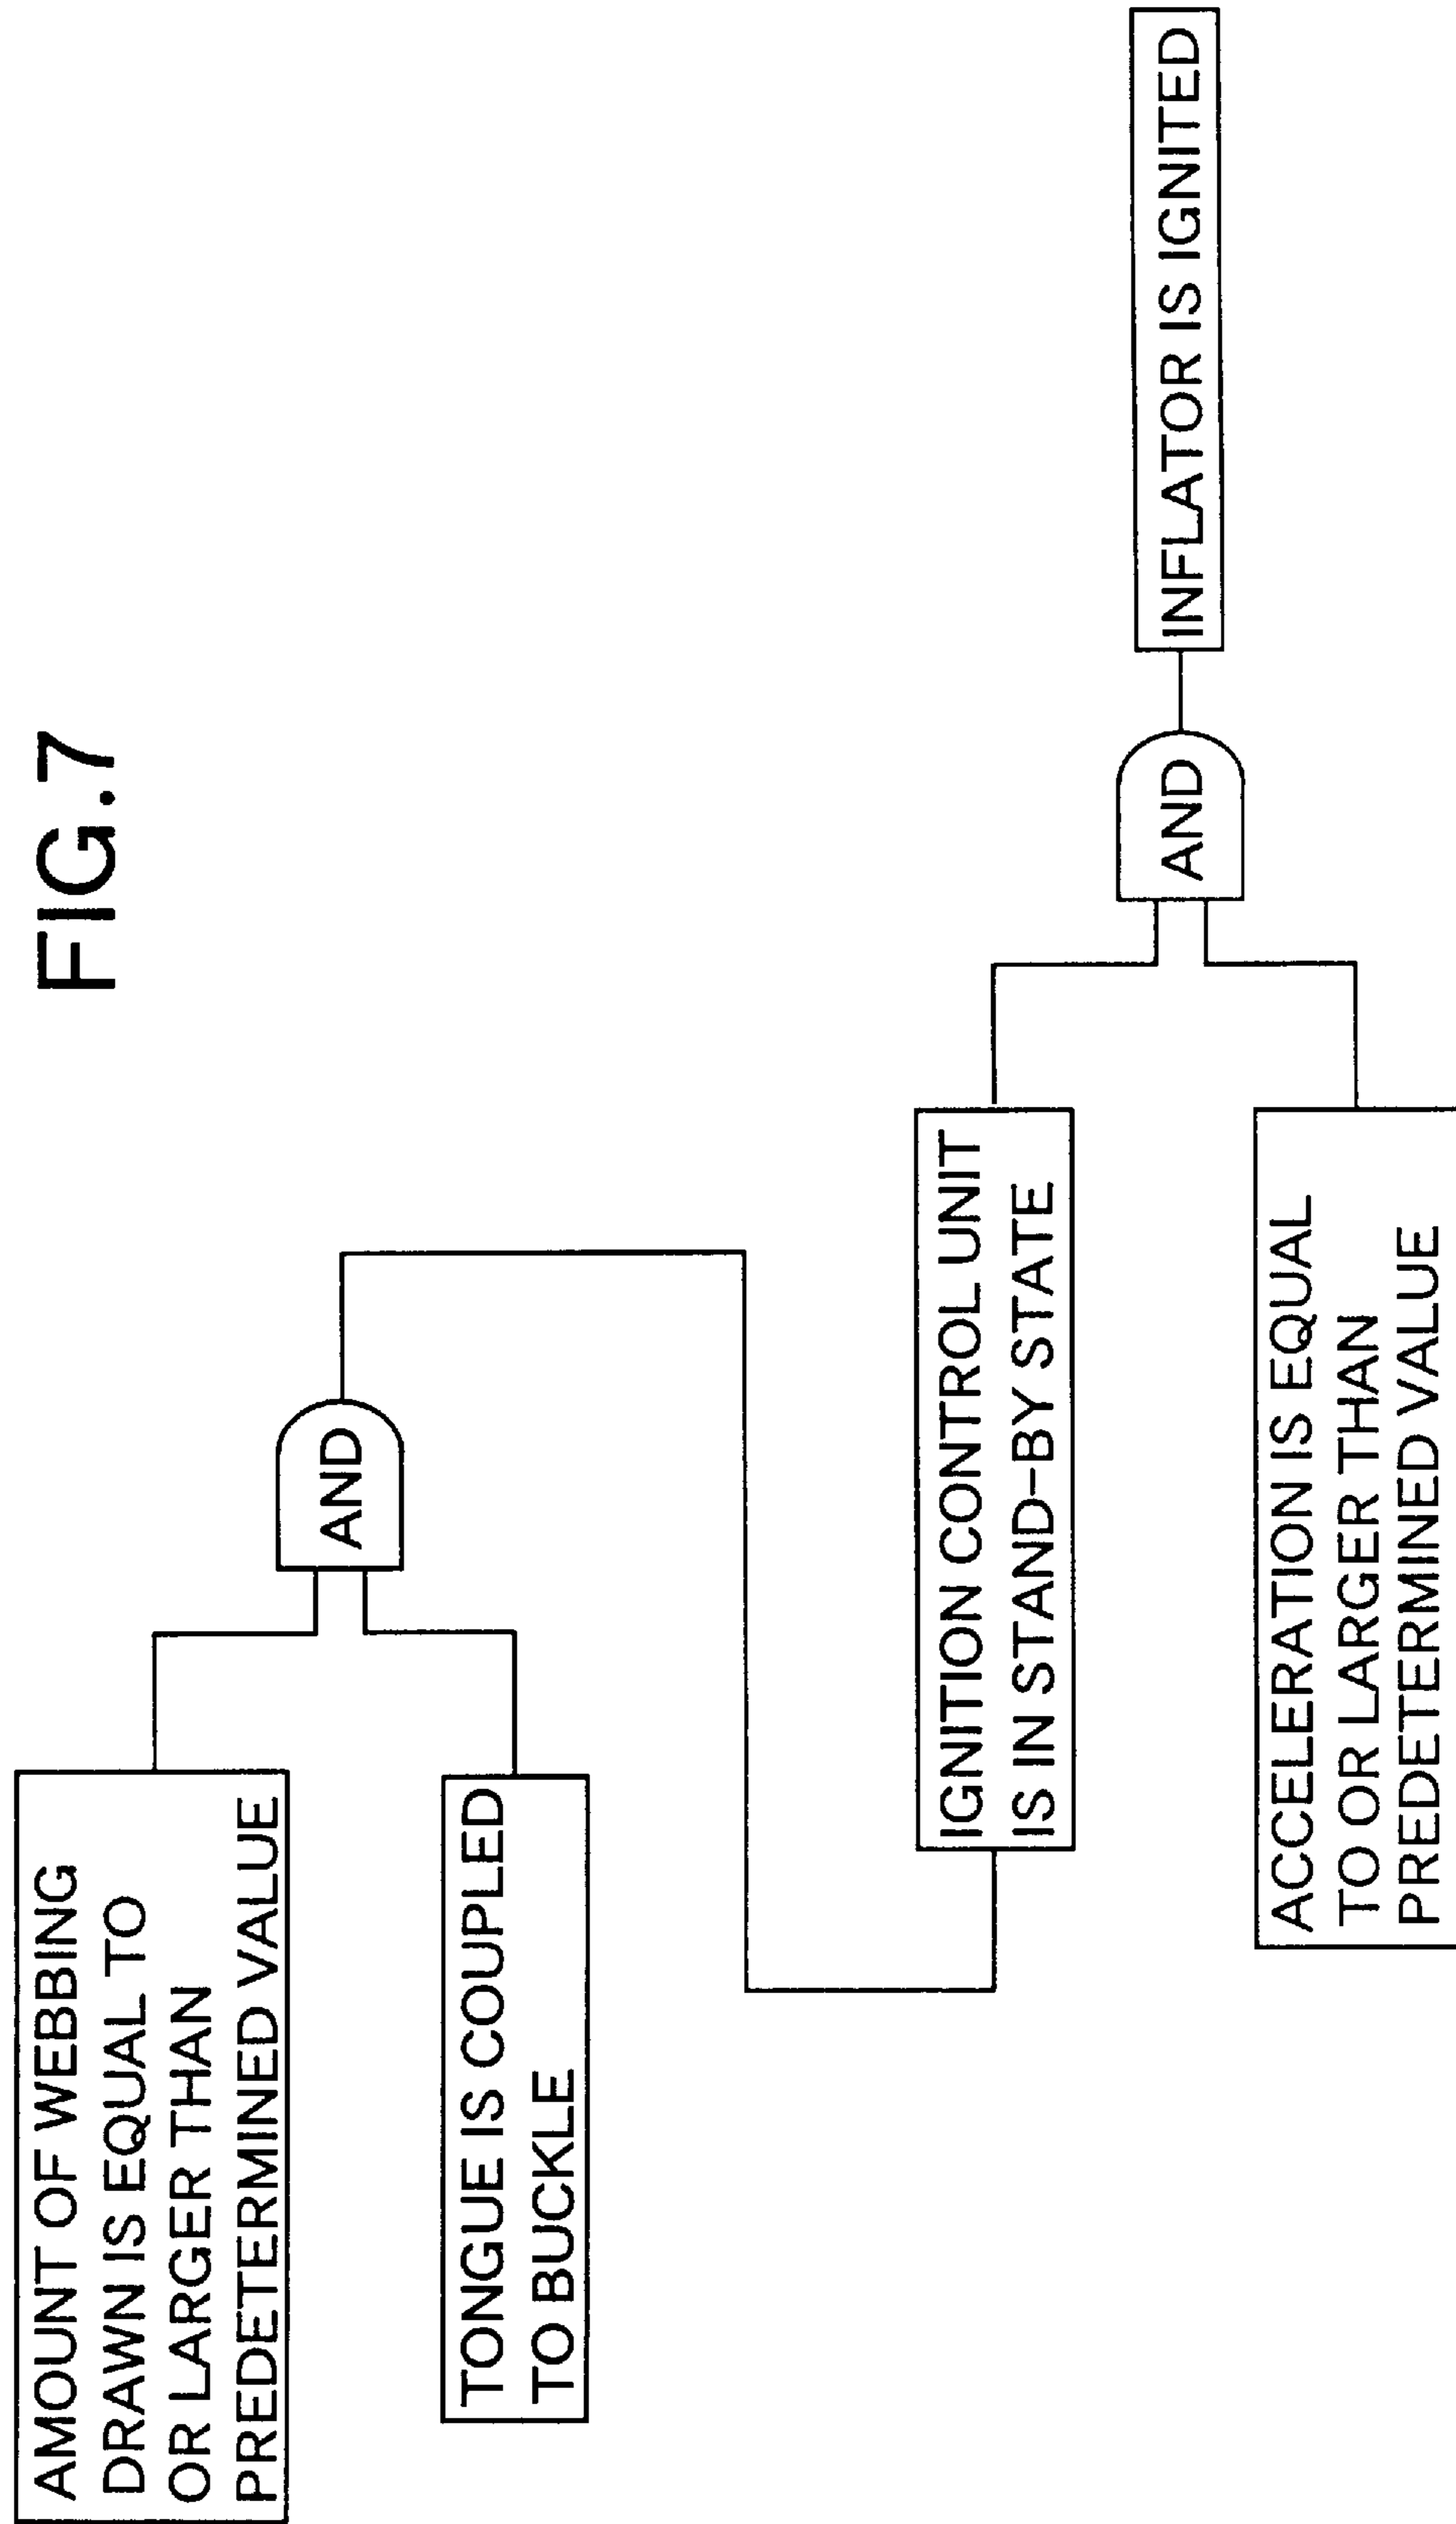 FIG.7
AMOUNT OF WEBBING
DRAWN IS EQUAL TO
OR LARGER THAN
PREDETERMINED VALUE
AND
TONGUE IS COUPLED
TO BUCKLE
IGNITION CONTROL UNIT
IS IN STAND-BY STATE
AND
INFLATOR IS IGNITED
ACCELERATION IS EQUAL
TO OR LARGER THAN
PREDETERMINED VALUE